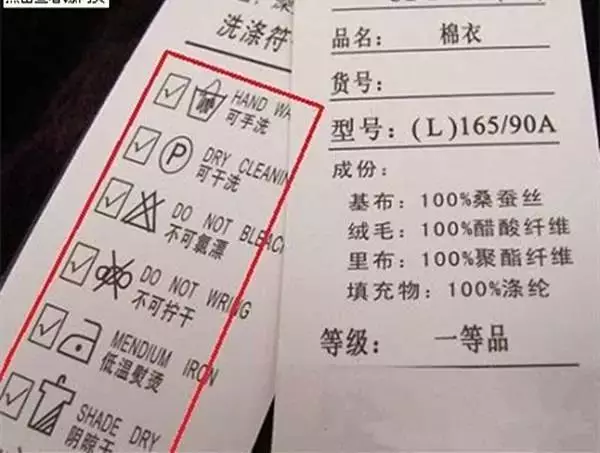 洗涤符
HAND WA
可手洗
P
DRY CLEANIN
可干洗
DO NOT BLEAC
不可氯漂
DO NOT WRING
不可拧干
MENDIUM IRON
低温熨烫
SHADE DRY
阴晾干
品名： 棉衣
货号：
型号：(L)165/90A
成份：
基布：100%桑蚕丝
绒毛：100%醋酸纤维
里布：100%聚酯纤维
填充物：100%涤纶
等级： 一等品